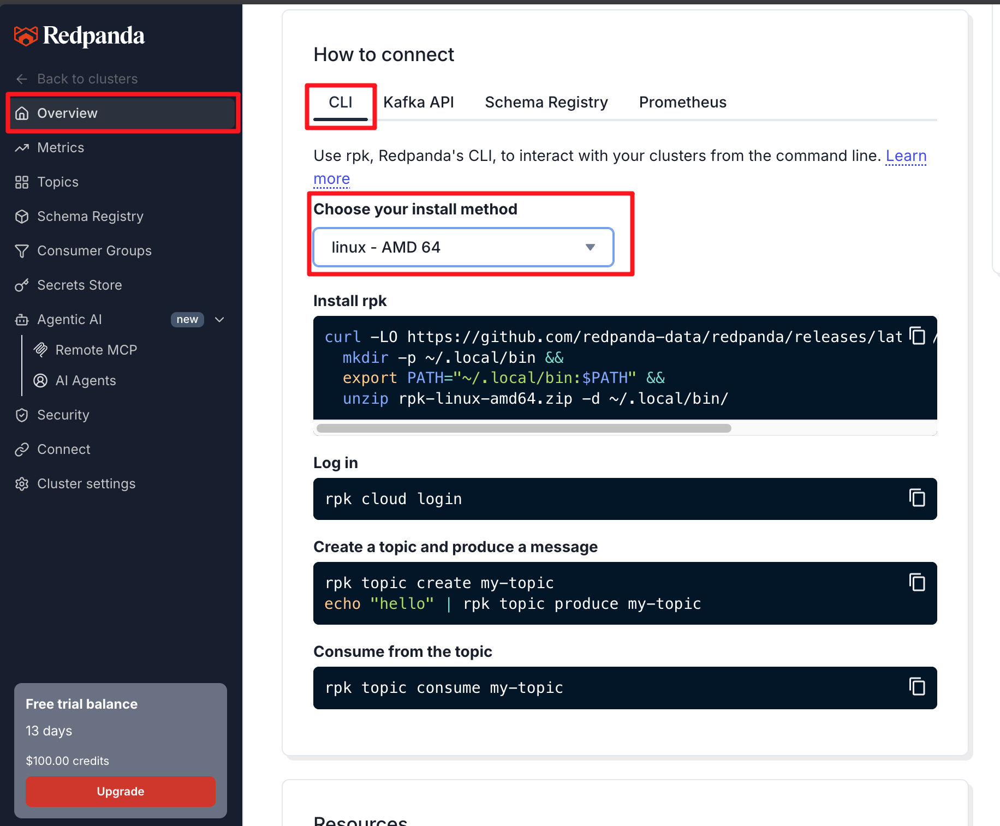 Redpanda
Back to clusters
Overview
Metrics
Topics
Schema Registry
Consumer Groups
Secrets Store
Agentic AI new
Remote MCP
AI Agents
Security
Connect
Cluster settings
Free trial balance
13 days
$100.00 credits
Upgrade
How to connect
CLI Kafka API Schema Registry Prometheus
Use rpk, Redpanda's CLI, to interact with your clusters from the command line. Learn
more
Choose your install method
linux - AMD 64
Install rpk
curl -LO https://github.com/redpanda-data/redpanda/releases/lat /
mkdir -p ~/.local/bin &&
export PATH="~/.local/bin:$PATH" &&
unzip rpk-linux-amd64.zip -d ~/.local/bin/
Log in
rpk cloud login
Create a topic and produce a message
rpk topic create my-topic
echo "hello" | rpk topic produce my-topic
Consume from the topic
rpk topic consume my-topic
Resources